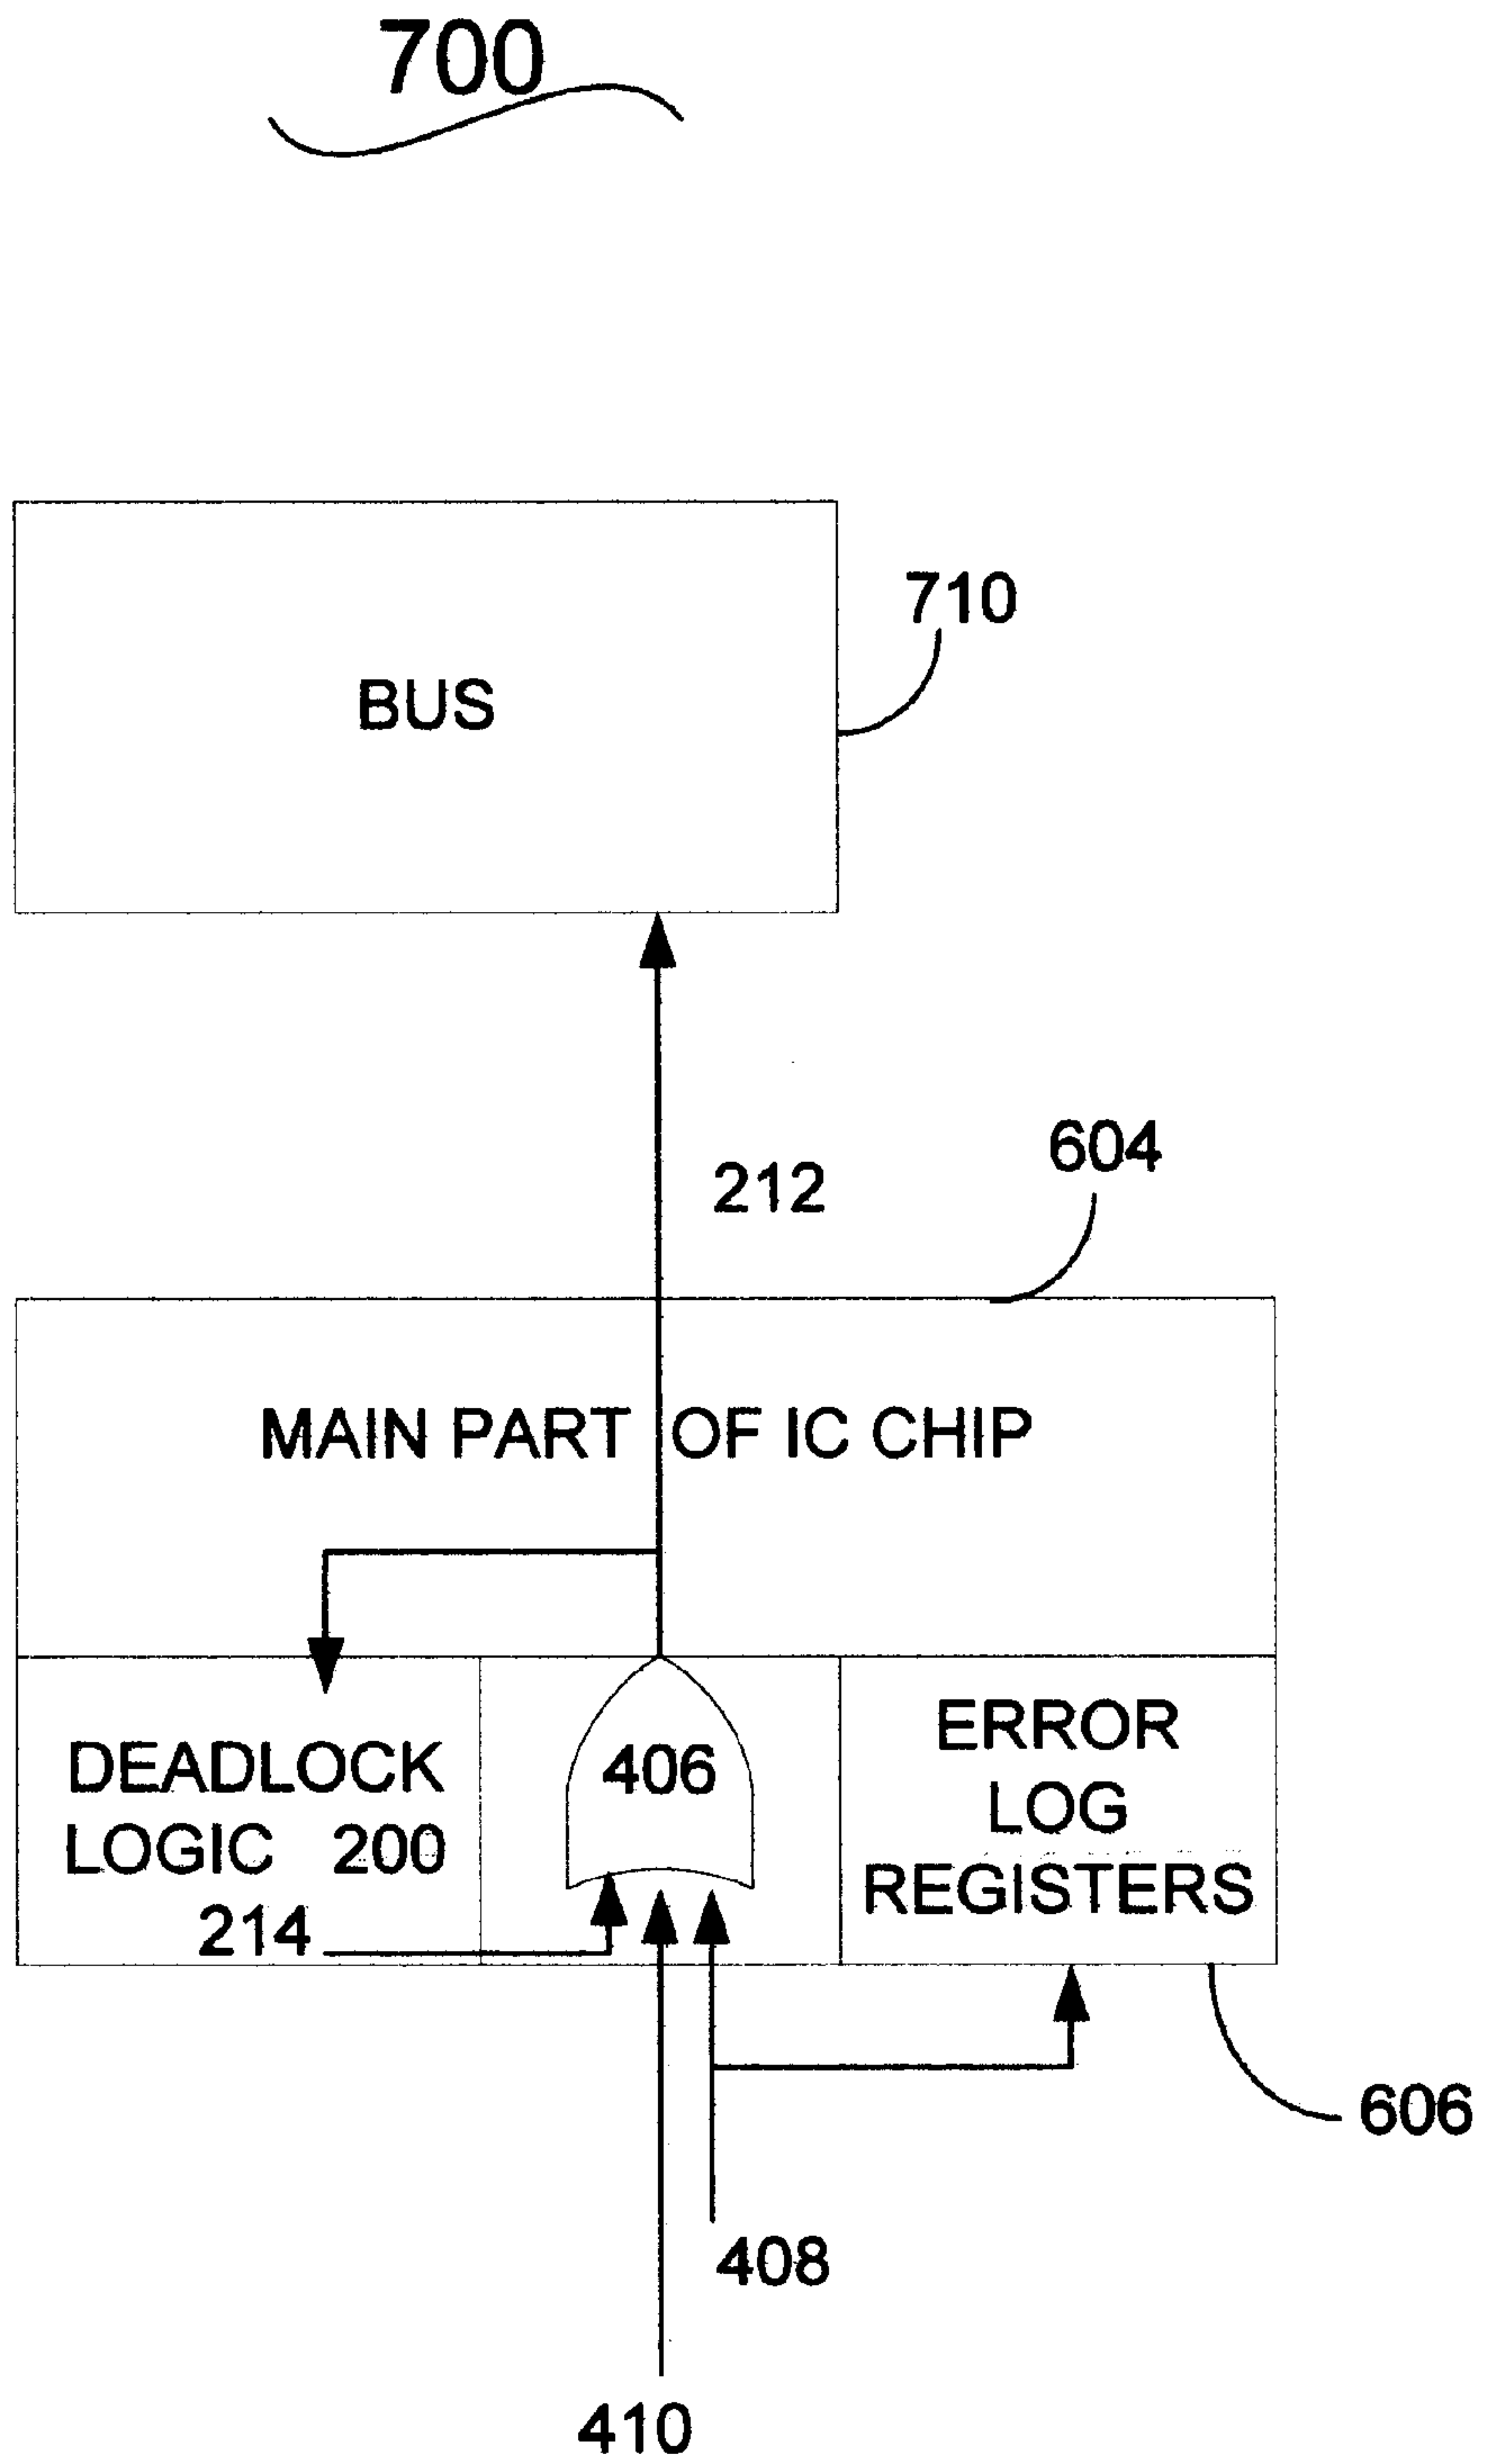 700
710
BUS
604
212
MAIN PART OF IC CHIP
DEADLOCK
LOGIC 200
214
406
ERROR
LOG
REGISTERS
606
408
410